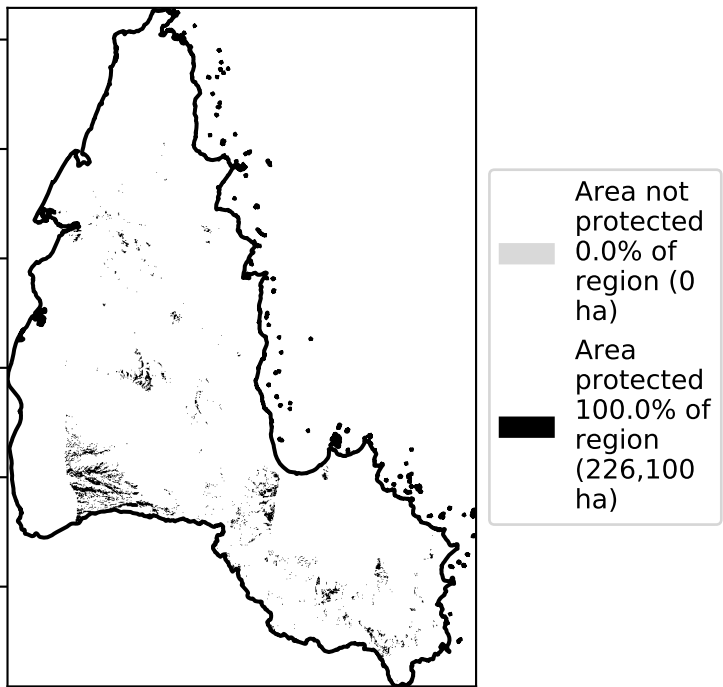 Area not
protected
0.0% of
region (0
ha)
Area
protected
100.0% of
region
(226,100
ha)